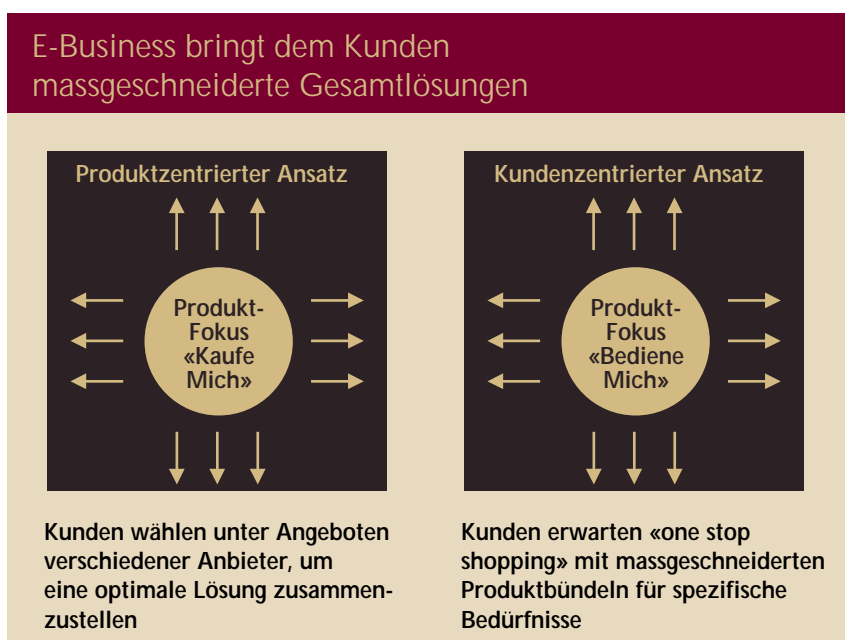 E-Business bringt dem Kunden
massgeschneiderte Gesamtlösungen
Produktzentrierter Ansatz
Produkt-
Fokus
«Kaufe
Mich»
Kunden wählen unter Angeboten
verschiedener Anbieter, um
eine optimale Lösung zusammen-
zustellen
Kundenzentrierter Ansatz
Produkt-
Fokus
«Bediene
Mich»
Kunden erwarten «one stop
shopping» mit massgeschneiderten
Produktbündeln für spezifische
Bedürfnisse